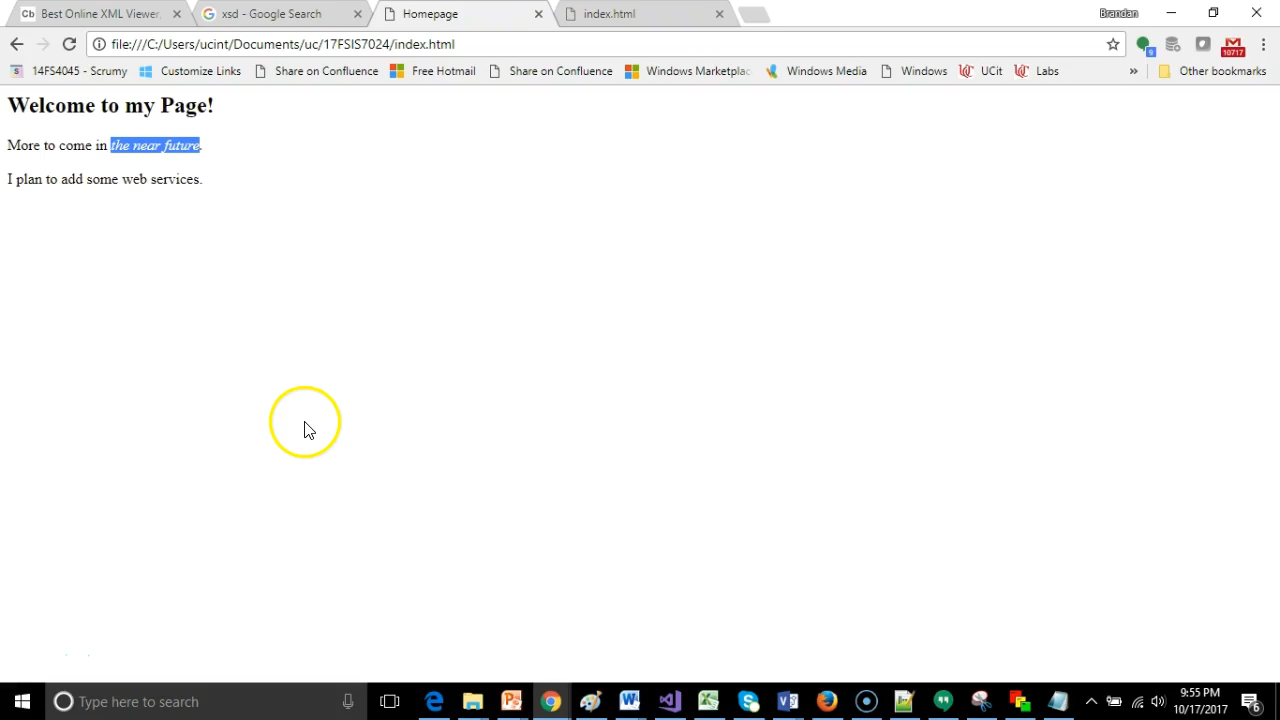 Best Online XML Viewer,
xsd - Google Search
Homepage
index.html
Brandan
file:///C:/Users/ucint/Documents/uc/17FSIS7024/index.html
9
10717
14FS4045 - Scrumy
Customize Links
Share on Confluence
Free Hotmail
Share on Confluence
Windows Marketplac
Windows Media
Windows
UCit
Labs
»
Other bookmarks
Welcome to my Page!
More to come in the near future.
I plan to add some web services.
Type here to search
9:55 PM
10/17/2017
6